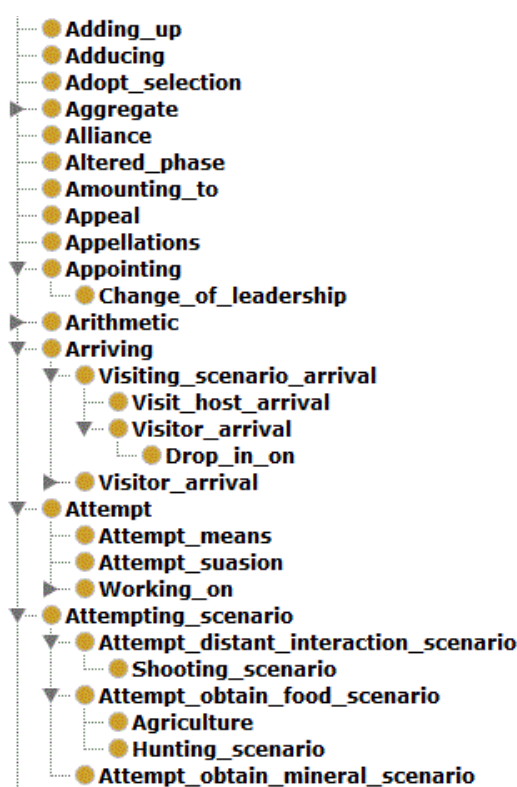 Adding_up
Adducing
Adopt_selection
Aggregate
Alliance
Altered_phase
Amounting_to
Appeal
Appellations
Appointing
Change_of_leadership
Arithmetic
Arriving
Visiting_scenario_arrival
Visit_host_arrival
Visitor_arrival
Drop_in_on
Visitor_arrival
Attempt
Attempt_means
Attempt_suasion
Working_on
Attempting_scenario
Attempt_distant_interaction_scenario
Shooting_scenario
Attempt_obtain_food_scenario
Agriculture
Hunting_scenario
Attempt_obtain_mineral_scenario